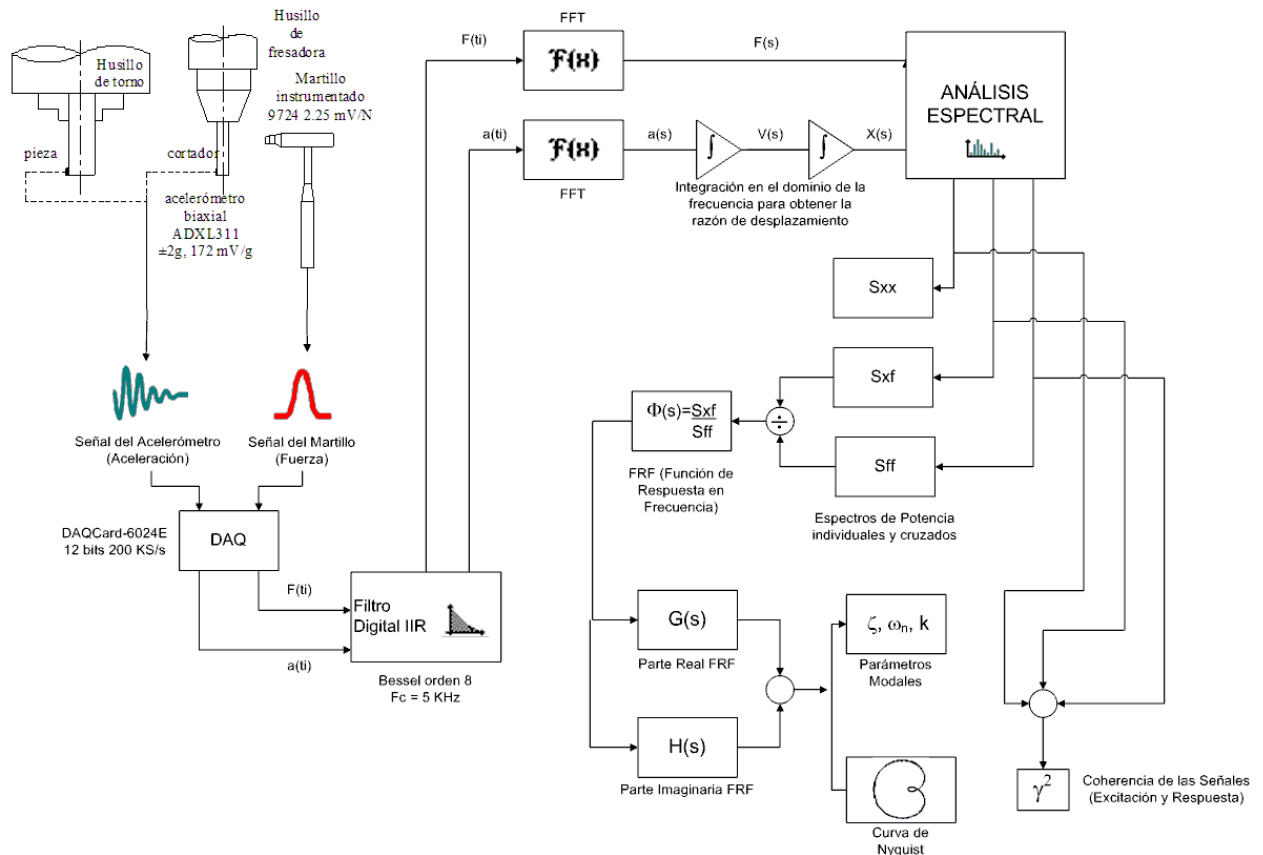 Husillo
de torno
pieza
Husillo
de
fresadora
cortador
Martillo
instrumentado
9724 2.25 mV/N
acelerómetro
biaxial
ADXL311
±2g, 172 mV/g
Señal del Acelerómetro
(Aceleración)
Señal del Martillo
(Fuerza)
DAQCard-6024E
12 bits 200 KS/s
DAQ
F(ti)
a(ti)
Filtro
Digital IIR
Bessel orden 8
Fc = 5 KHz
F(ti)
FFT
F(x)
F(s)
a(ti)
F(x)
FFT
a(s)
∫
V(s)
∫
X(s)
Integración en el dominio de la
frecuencia para obtener la
razón de desplazamiento
ANÁLISIS
ESPECTRAL
Sxx
Sxf
Sff
Espectros de Potencia
individuales y cruzados
÷
Φ(s)=Sxf
Sff
FRF (Función de
Respuesta en
Frecuencia)
G(s)
Parte Real FRF
H(s)
Parte Imaginaria FRF
ζ, ωn, k
Parámetros
Modales
Curva de
Nyquist
γ²
Coherencia de las Señales
(Excitación y Respuesta)